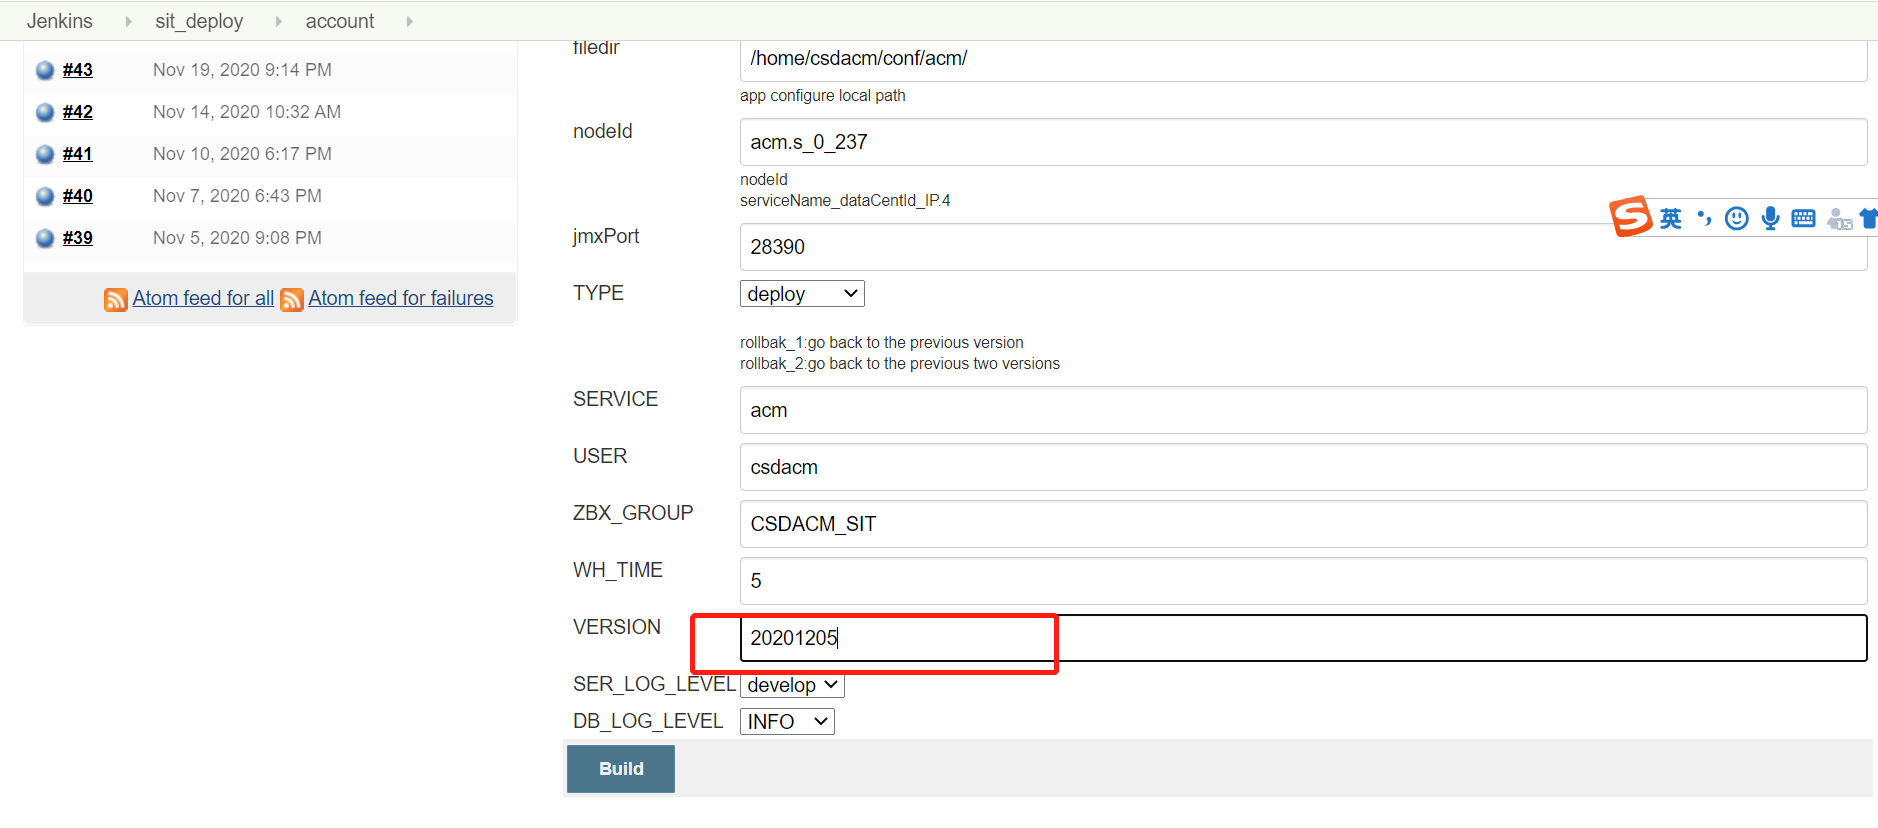 Jenkins sit_deploy account
#43 Nov 19, 2020 9:14 PM
#42 Nov 14, 2020 10:32 AM
#41 Nov 10, 2020 6:17 PM
#40 Nov 7, 2020 6:43 PM
#39 Nov 5, 2020 9:08 PM
Atom feed for all Atom feed for failures
filedir /home/csdacm/conf/acm/
app configure local path
nodeId acm.s_0_237
nodeId
serviceName_dataCentId_IP.4
jmxPort 28390
TYPE deploy
rollbak_1:go back to the previous version
rollbak_2:go back to the previous two versions
SERVICE acm
USER csdacm
ZBX_GROUP CSDACM_SIT
WH_TIME 5
VERSION 20201205
SER_LOG_LEVEL develop
DB_LOG_LEVEL INFO
Build
S 英 15